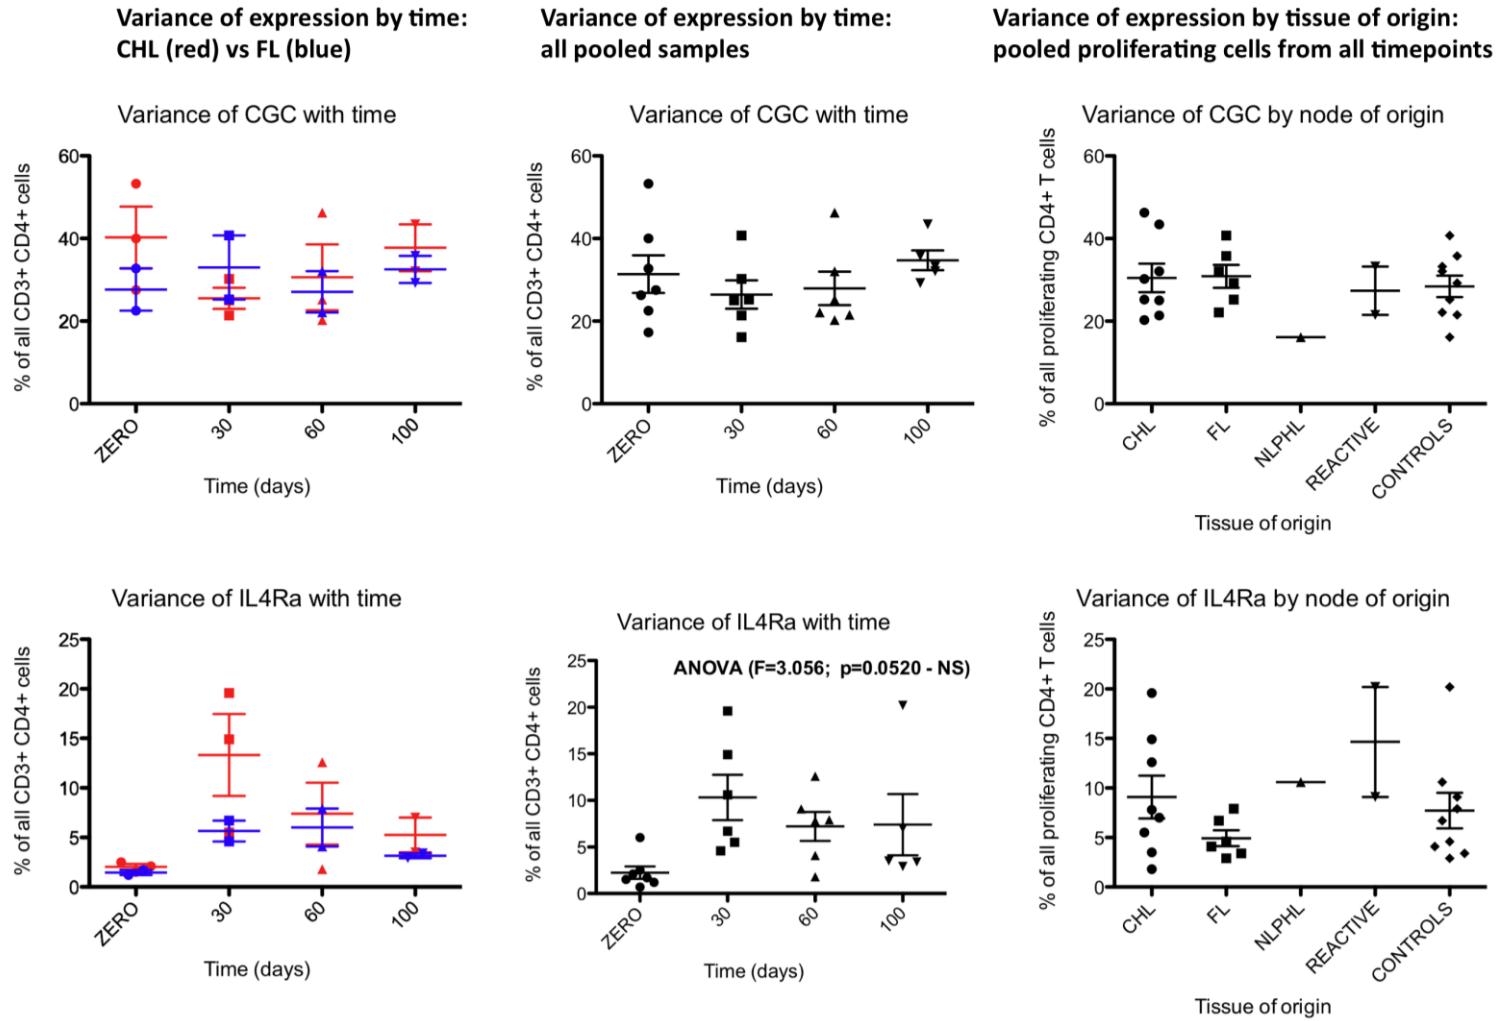 Variance of expression by time:
CHL (red) vs FL (blue)
Variance of expression by time:
all pooled samples
Variance of expression by tissue of origin:
pooled proliferating cells from all timepoints
Variance of CGC with time
% of all CD3+ CD4+ cells
60
40
20
0
ZERO
30
60
100
Time (days)
Variance of CGC with time
% of all CD3+ CD4+ cells
60
40
20
0
ZERO
30
60
100
Time (days)
Variance of CGC by node of origin
% of all proliferating CD4+ T cells
60
40
20
0
CHL
FL
NLPHL
REACTIVE
CONTROLS
Tissue of origin
Variance of IL4Ra with time
% of all CD3+ CD4+ cells
25
20
15
10
5
0
ZERO
30
60
100
Time (days)
Variance of IL4Ra with time
ANOVA (F=3.056; p=0.0520 - NS)
% of all CD3+ CD4+ cells
25
20
15
10
5
0
ZERO
30
60
100
Time (days)
Variance of IL4Ra by node of origin
% of all proliferating CD4+ T cells
25
20
15
10
5
0
CHL
FL
NLPHL
REACTIVE
CONTROLS
Tissue of origin